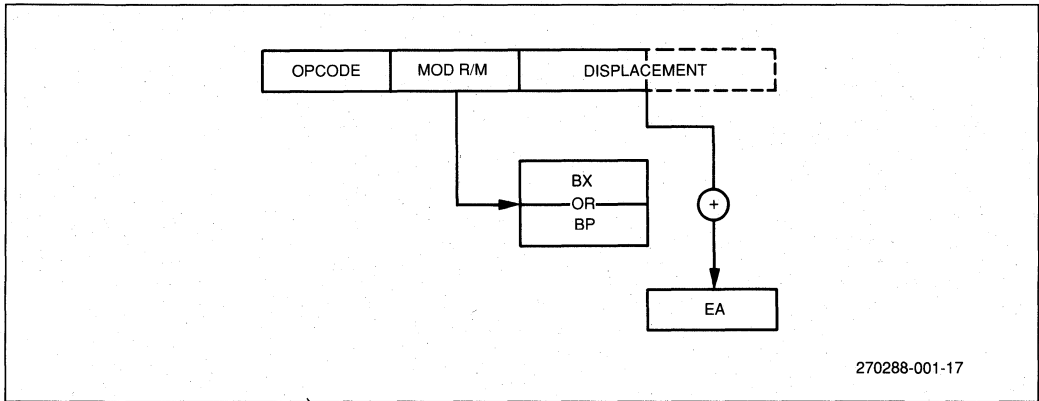 OPCODE MOD R/M DISPLACEMENT
BX
OR
BP
+
EA
270288-001-17